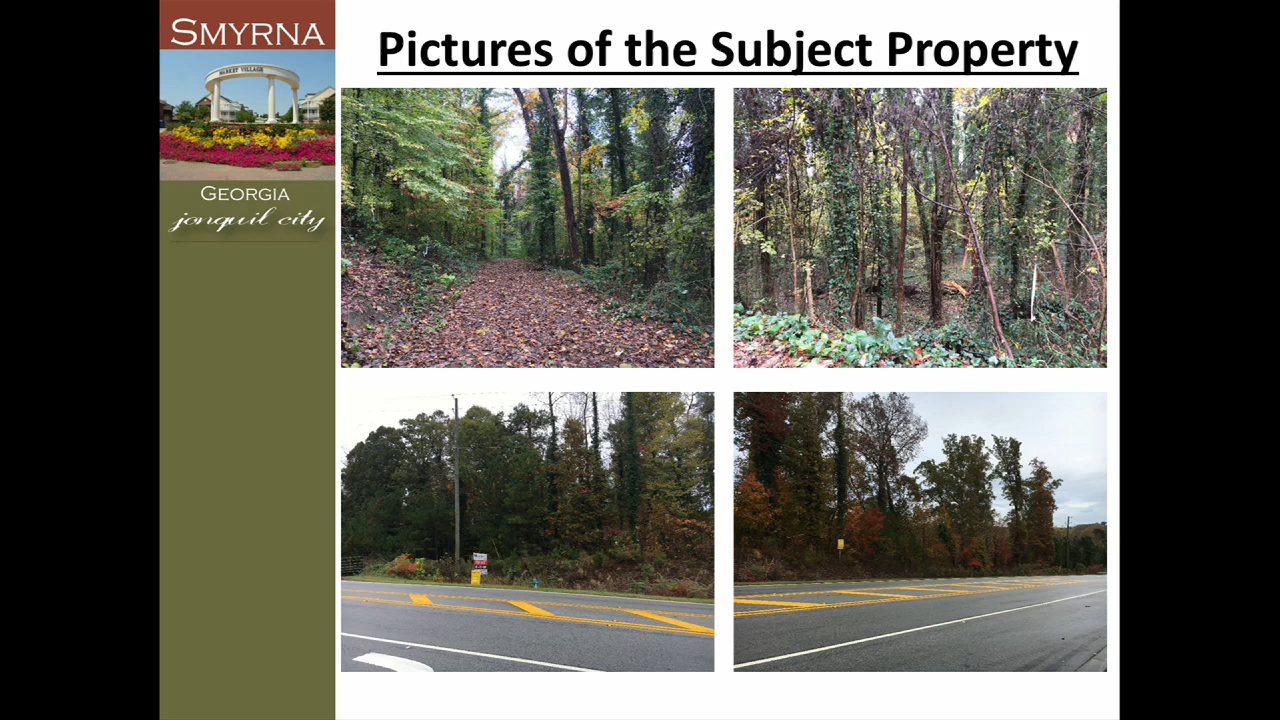 SMYRNA
MARKET VILLAGE
GEORGIA
jonquil city
Pictures of the Subject Property